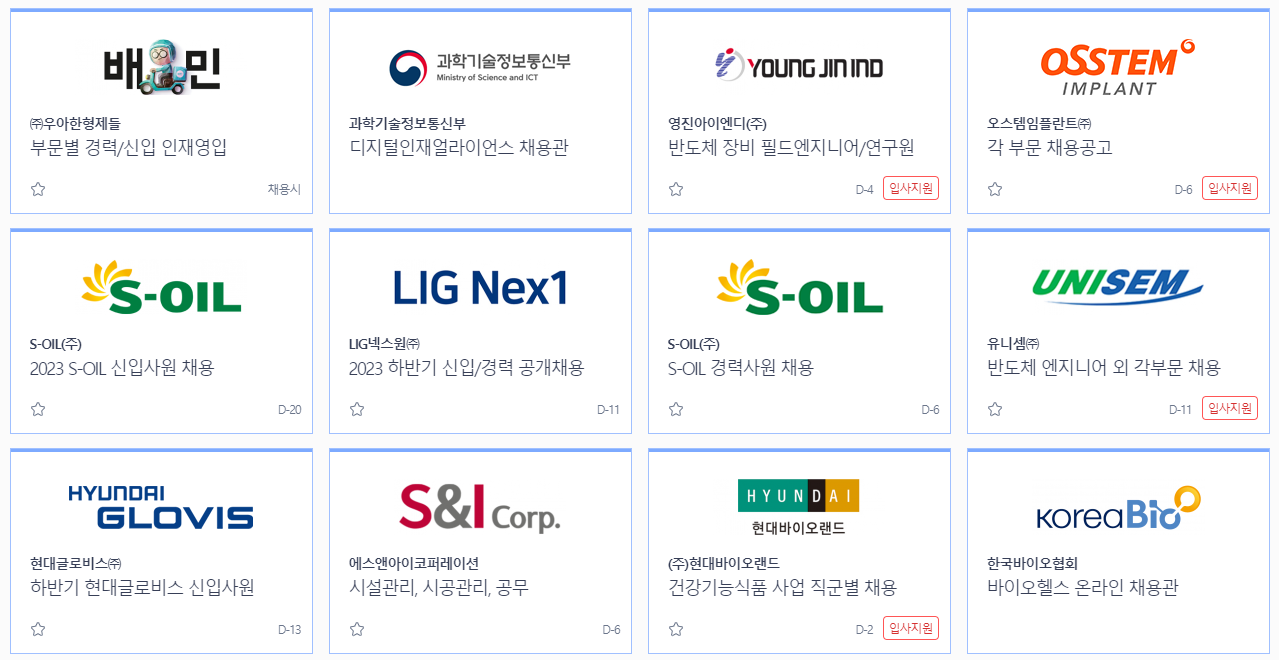 배민
㈜우아한형제들
부문별 경력/신입 인재영입
채용시
과학기술정보통신부
Ministry of Science and ICT
과학기술정보통신부
디지털인재얼라이언스 채용관
YOUNG JIN IND
영진아이엔디(주)
반도체 장비 필드엔지니어/연구원
D-4 입사지원
OSSTEM
IMPLANT
오스템임플란트㈜
각 부문 채용공고
D-6 입사지원
S-OIL
S-OIL(주)
2023 S-OIL 신입사원 채용
D-20
LIG Nex1
LIG넥스원㈜
2023 하반기 신입/경력 공개채용
D-11
S-OIL
S-OIL(주)
S-OIL 경력사원 채용
D-6
UNISEM
유니셈㈜
반도체 엔지니어 외 각부문 채용
D-11 입사지원
HYUNDAI
GLOVIS
현대글로비스㈜
하반기 현대글로비스 신입사원
D-13
S&I Corp.
에스앤아이코퍼레이션
시설관리, 시공관리, 공무
D-6
HYUNDAI
현대바이오랜드
(주)현대바이오랜드
건강기능식품 사업 직군별 채용
D-2 입사지원
koreaBio
한국바이오협회
바이오헬스 온라인 채용관